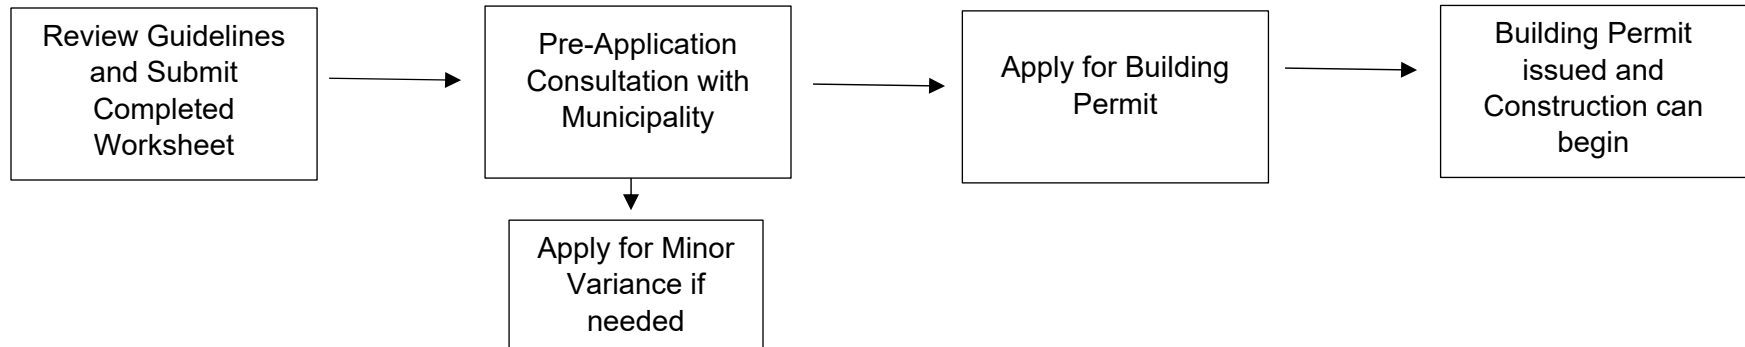 Review Guidelines
and Submit
Completed
Worksheet
Pre-Application
Consultation with
Municipality
Apply for Minor
Variance if
needed
Apply for Building
Permit
Building Permit
issued and
Construction can
begin